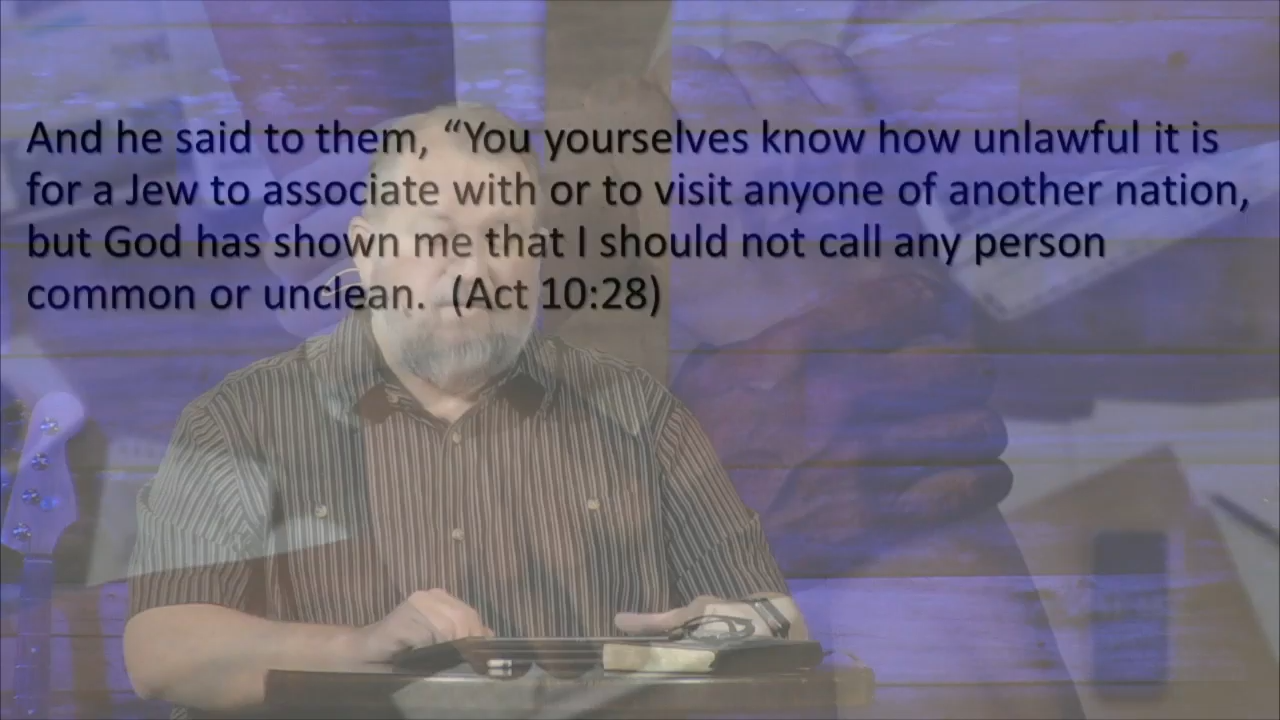 And he said to them, “You yourselves know how unlawful it is
for a Jew to associate with or to visit anyone of another nation,
but God has shown me that I should not call any person
common or unclean. (Act 10:28)